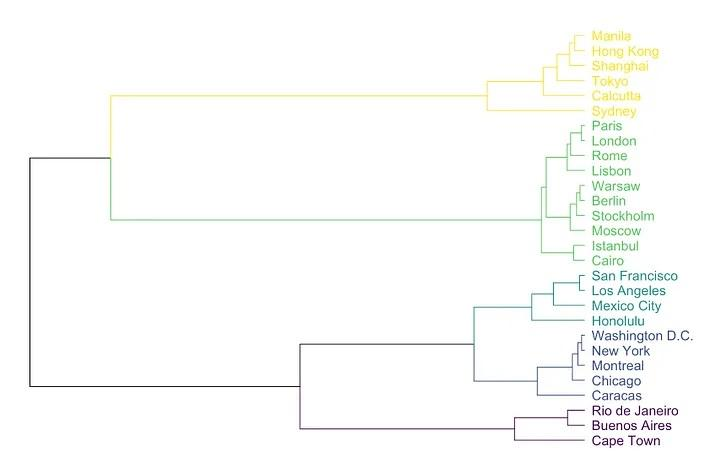 Manila
Hong Kong
Shanghai
Tokyo
Calcutta
Sydney
Paris
London
Rome
Lisbon
Warsaw
Berlin
Stockholm
Moscow
Istanbul
Cairo
San Francisco
Los Angeles
Mexico City
Honolulu
Washington D.C.
New York
Montreal
Chicago
Caracas
Rio de Janeiro
Buenos Aires
Cape Town